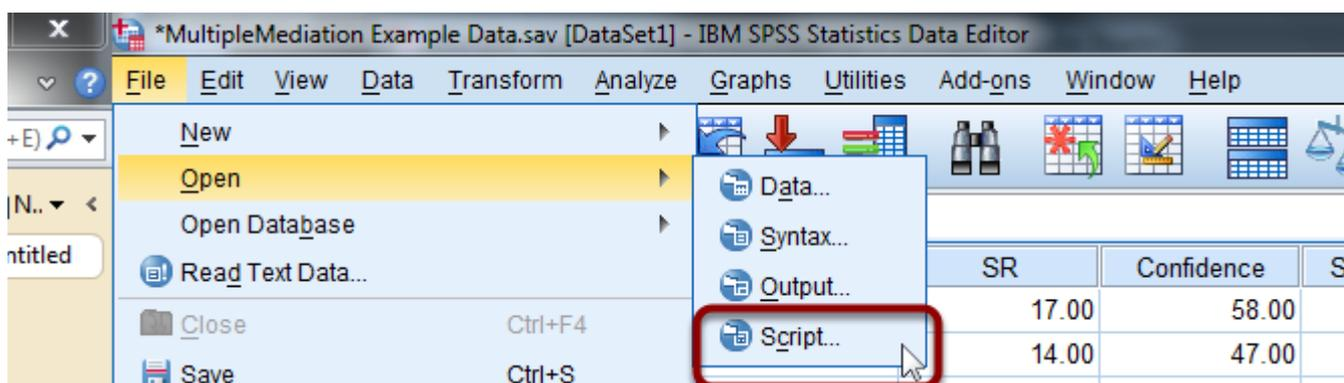 x
*MultipleMediation Example Data.sav [DataSet1] - IBM SPSS Statistics Data Editor
?
File Edit View Data Transform Analyze Graphs Utilities Add-ons Window Help
+E)
New
Open
Data...
N..
Open Database
Syntax...
ntitled
Read Text Data...
Output...
SR Confidence S
Close Ctrl+F4
Script...
17.00 58.00
Save Ctrl+S
14.00 47.00